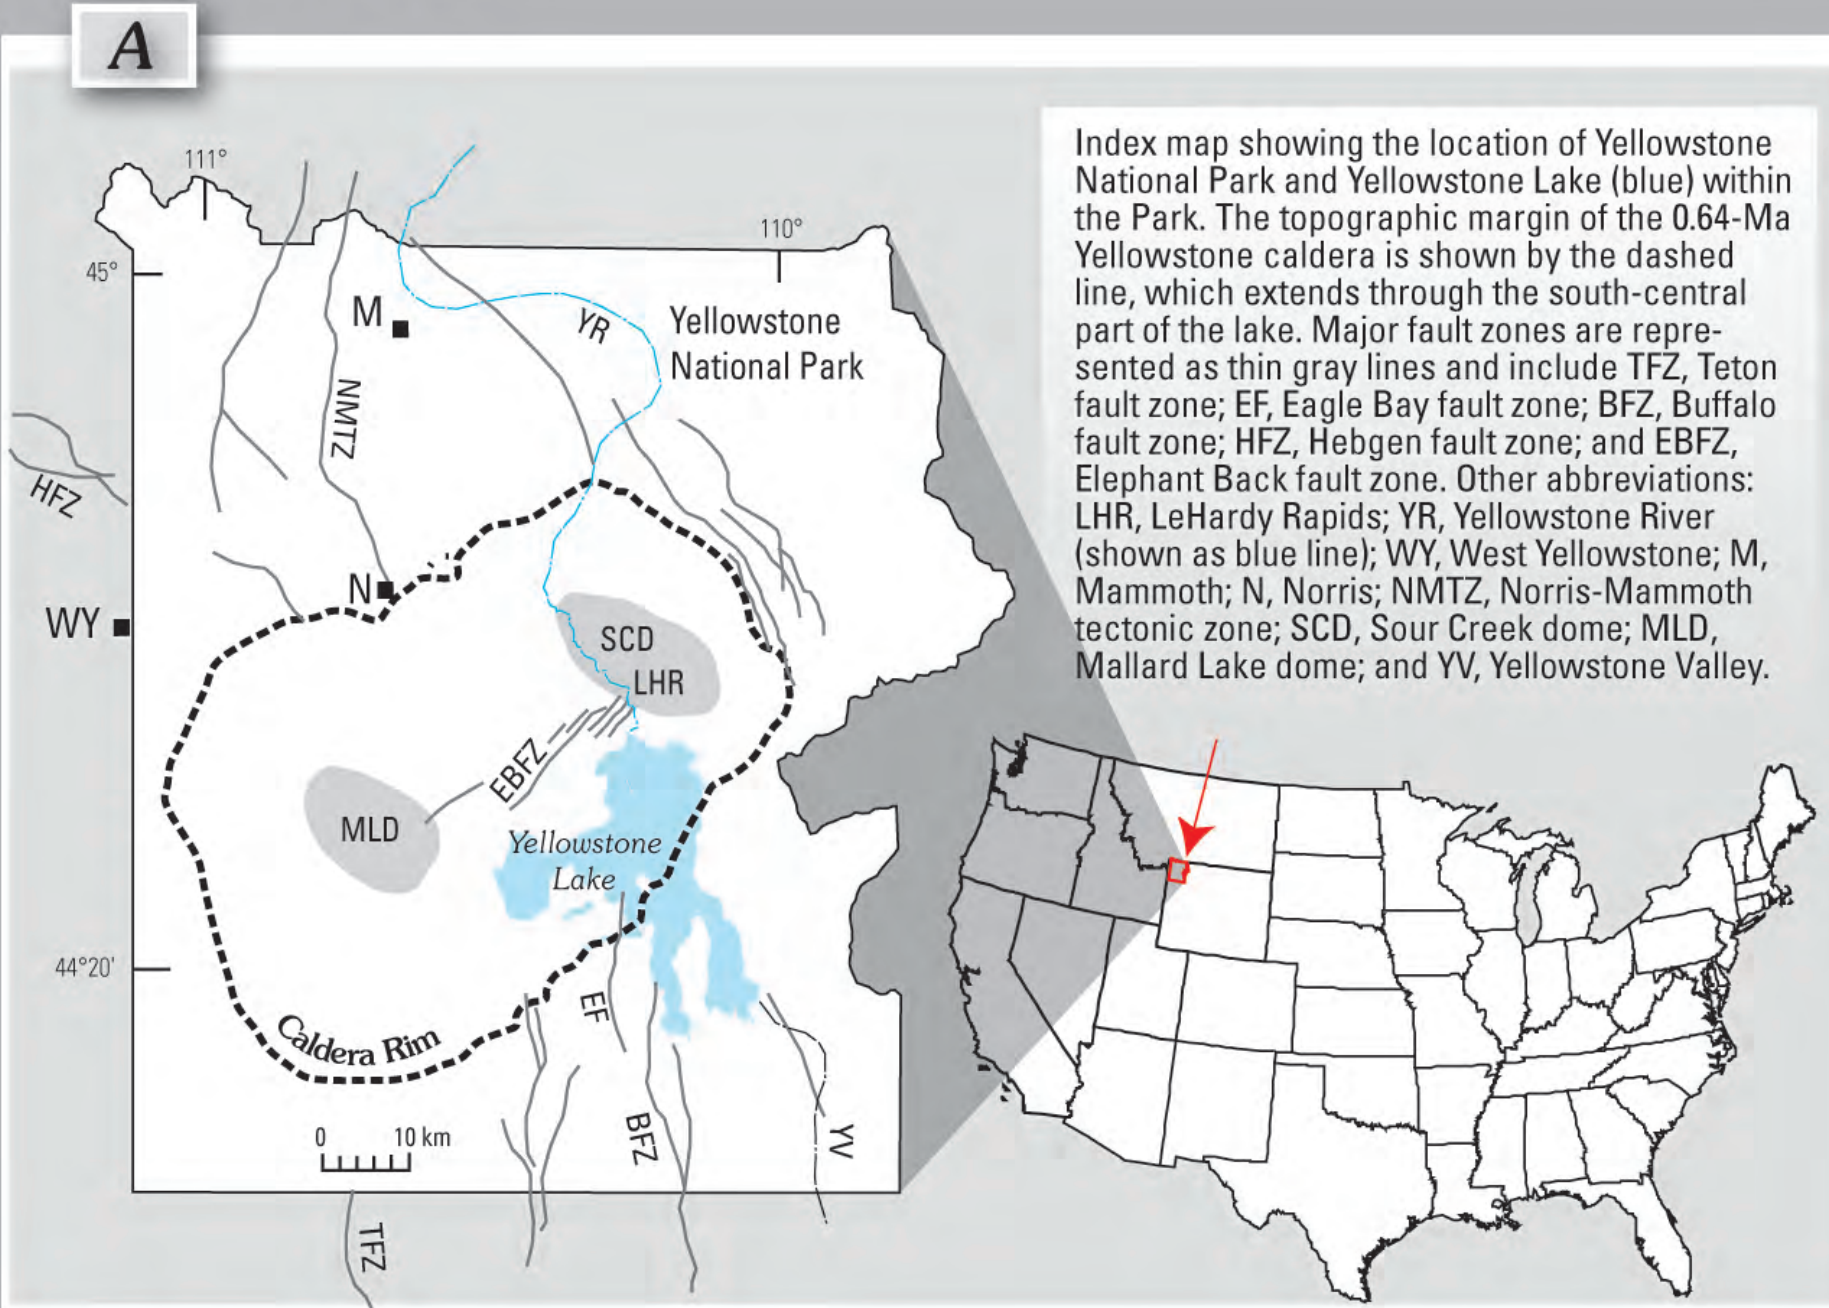 A
111°
110°
45°
M
YR
Yellowstone
National Park
NMTZ
HFZ
N
WY
SCD
LHR
EBFZ
MLD
Yellowstone
Lake
44°20'
EF
Caldera Rim
0 10 km
BFZ
YV
TFZ
Index map showing the location of Yellowstone
National Park and Yellowstone Lake (blue) within
the Park. The topographic margin of the 0.64-Ma
Yellowstone caldera is shown by the dashed
line, which extends through the south-central
part of the lake. Major fault zones are repre-
sented as thin gray lines and include TFZ, Teton
fault zone; EF, Eagle Bay fault zone; BFZ, Buffalo
fault zone; HFZ, Hebgen fault zone; and EBFZ,
Elephant Back fault zone. Other abbreviations:
LHR, LeHardy Rapids; YR, Yellowstone River
(shown as blue line); WY, West Yellowstone; M,
Mammoth; N, Norris; NMTZ, Norris-Mammoth
tectonic zone; SCD, Sour Creek dome; MLD,
Mallard Lake dome; and YV, Yellowstone Valley.